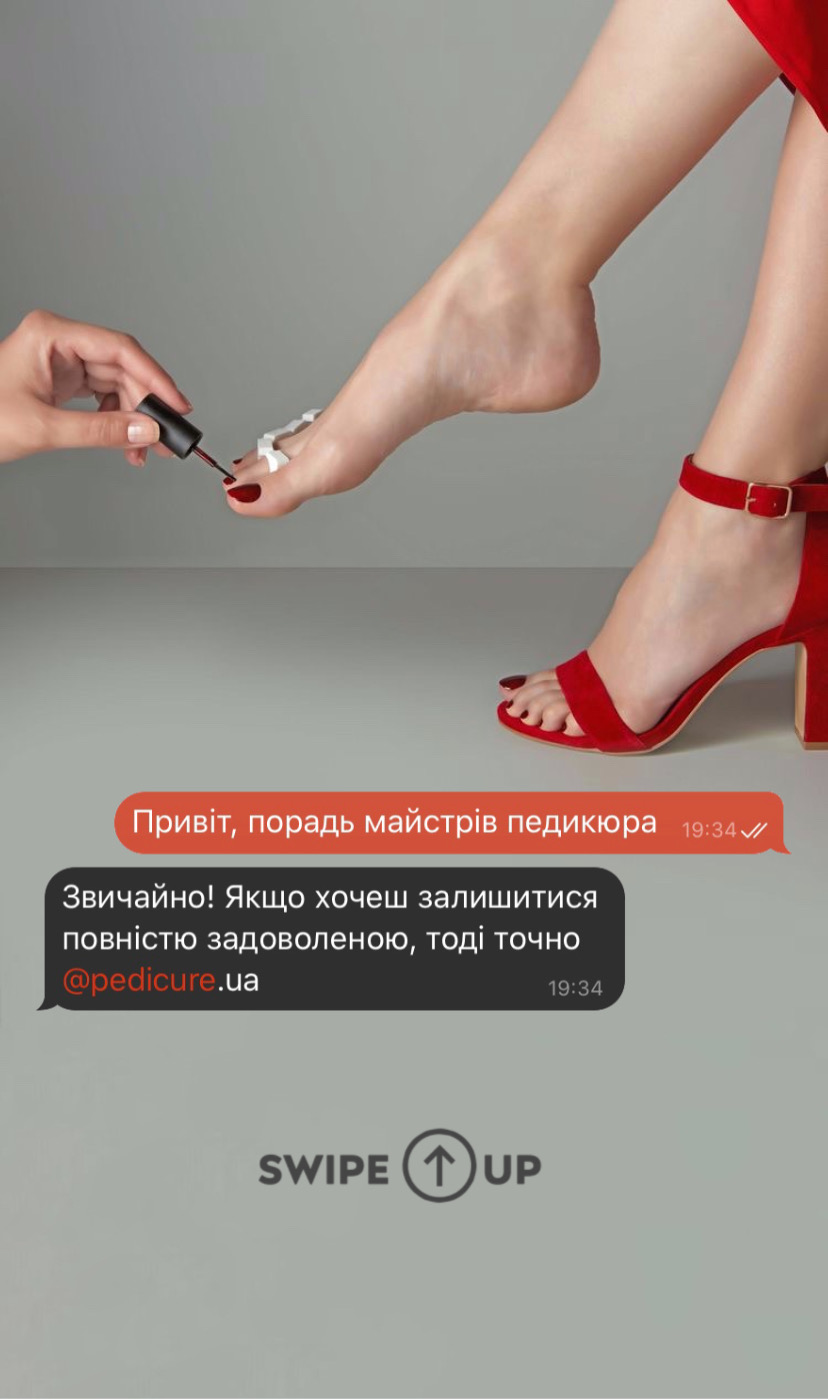 Привіт, порадь майстрів педикюра 19:34
Звичайно! Якщо хочеш залишитися
повністю задоволеною, тоді точно
@pedicure.ua 19:34
SWIPE UP